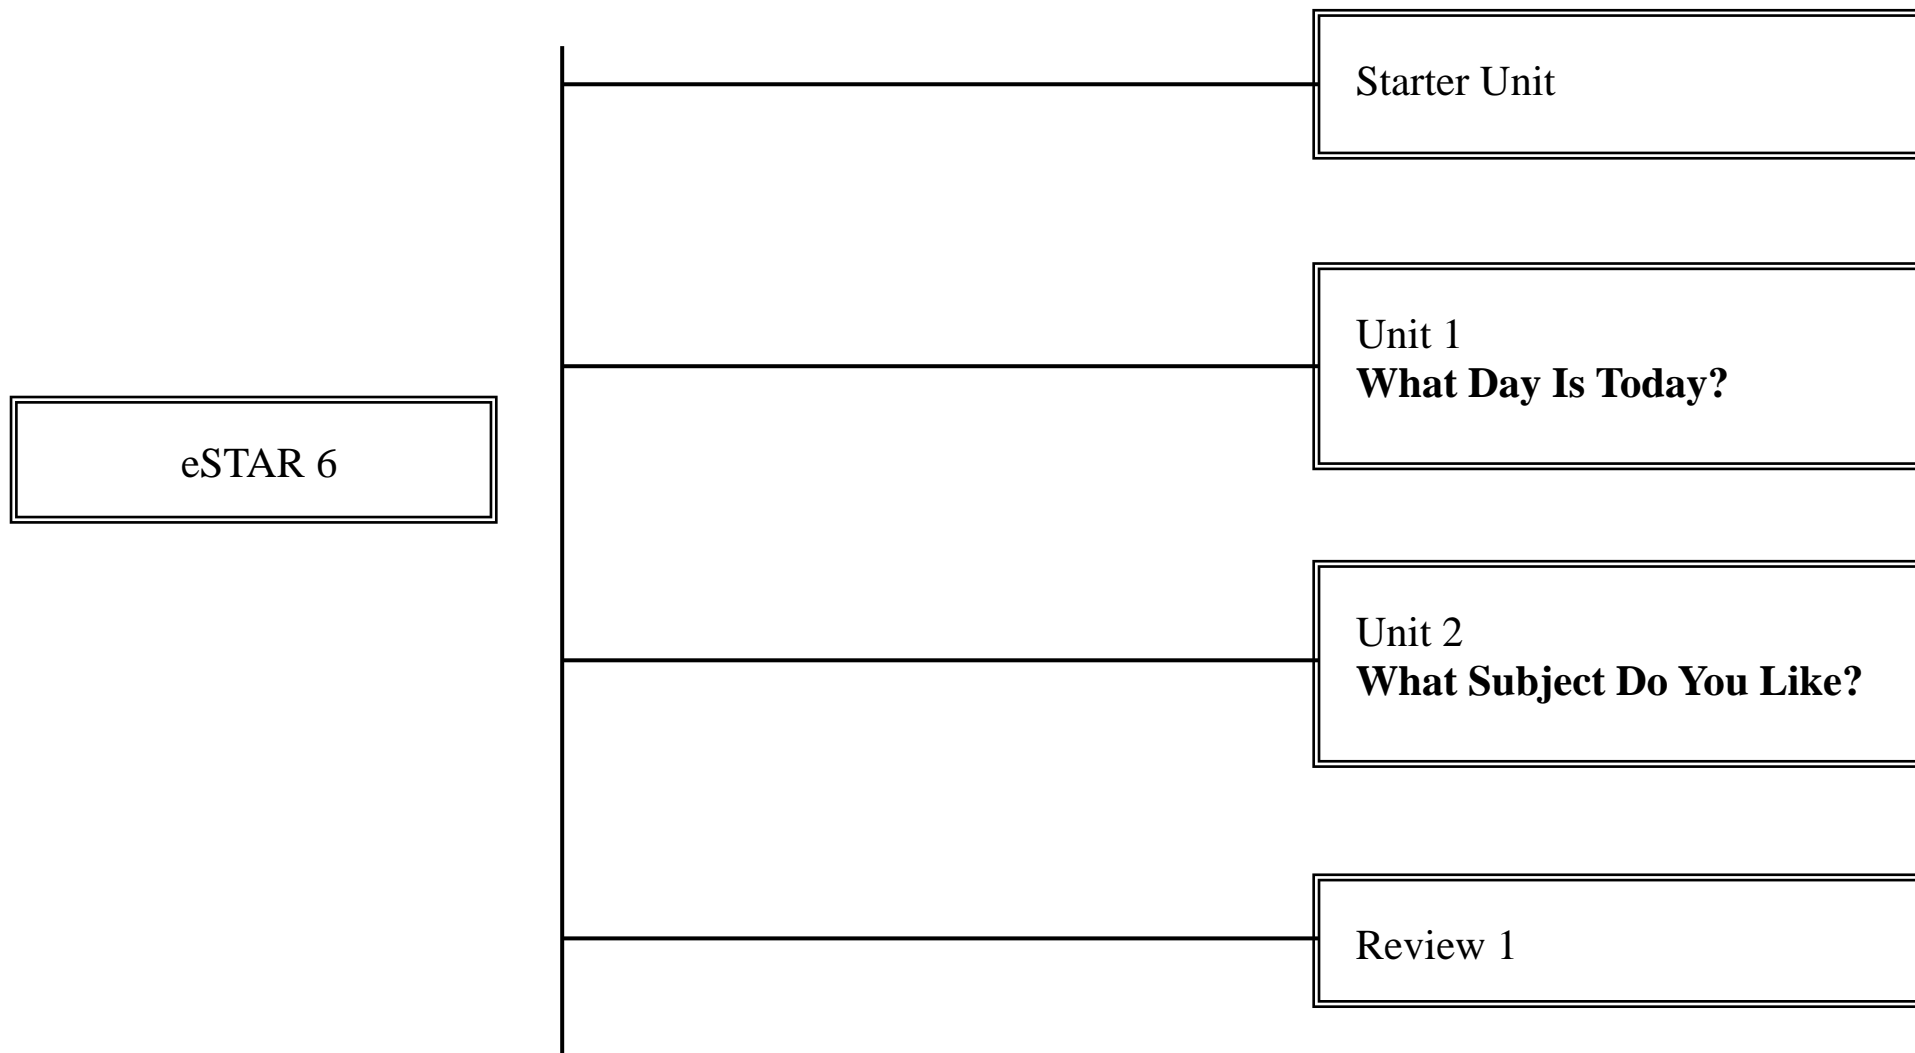 eSTAR 6
Starter Unit
Unit 1
What Day Is Today?
Unit 2
What Subject Do You Like?
Review 1